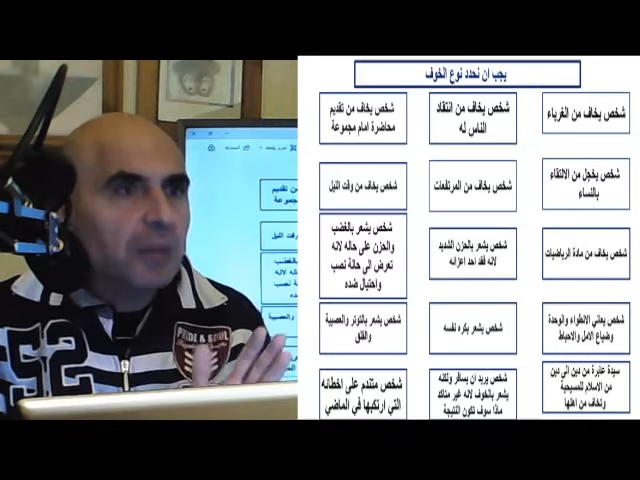 يجب ان نحدد نوع الخوف
شخص يخاف من الغرباء
شخص يخاف من انتقاد
الناس له
شخص يخاف من تقديم
محاضرة امام مجموعة
شخص يخجل من الالتقاء
بالنساء
شخص يخاف من المرتفعات
شخص يخاف من وقت الليل
شخص يخاف من مادة الرياضيات
شخص يشعر بالحزن الشديد
لانه فقد احد اعزائه
شخص يشعر بالغضب
والحزن على حاله لانه
تعرض الى حالة نصب
واحتيال ضده
شخص يعاني الانطواء والوحدة
وضياع الامل والاحباط
شخص يشعر بكره نفسه
شخص يشعر بالتوتر والعصبية
والقلق
سيدة عابرة من دين الى دين
من الاسلام للمسيحية
وتخاف من اهلها
شخص يريد ان يسافر ولكنه
يشعر بالخوف لانه غير متاكد
ماذا سوف تكون النتيجة
شخص متندم على اخطائه
التي ارتكبها في الماضي
من تقديم
وقت الليل
والعصبية
PRIDE & SOUL
52